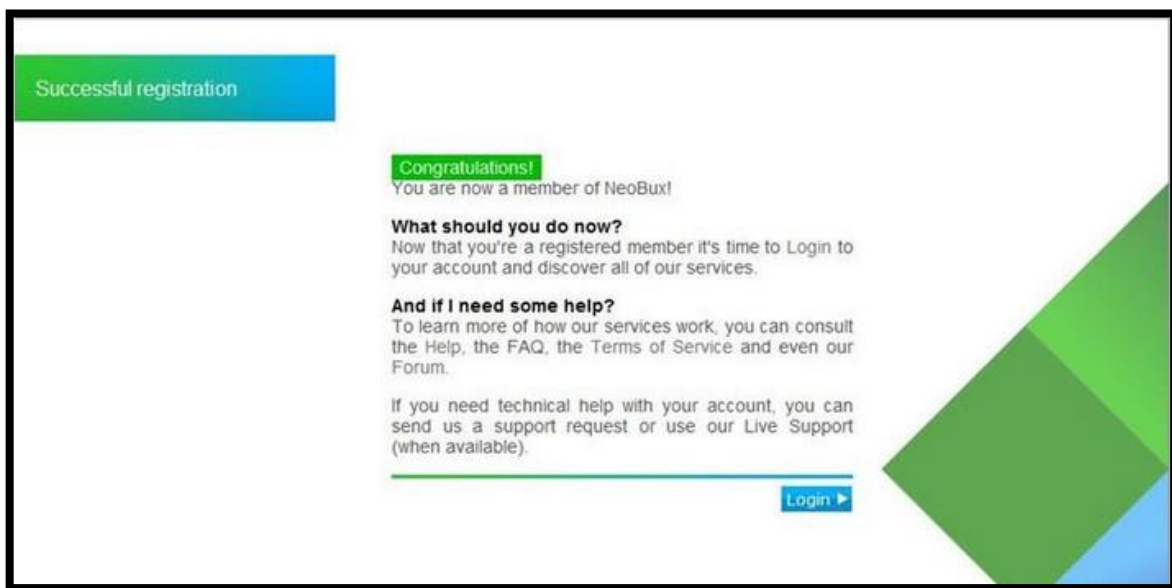 Successful registration
Congratulations!
You are now a member of NeoBux!
What should you do now?
Now that you're a registered member it's time to Login to
your account and discover all of our services.
And if I need some help?
To learn more of how our services work, you can consult
the Help, the FAQ, the Terms of Service and even our
Forum.
If you need technical help with your account, you can
send us a support request or use our Live Support
(when available).
Login